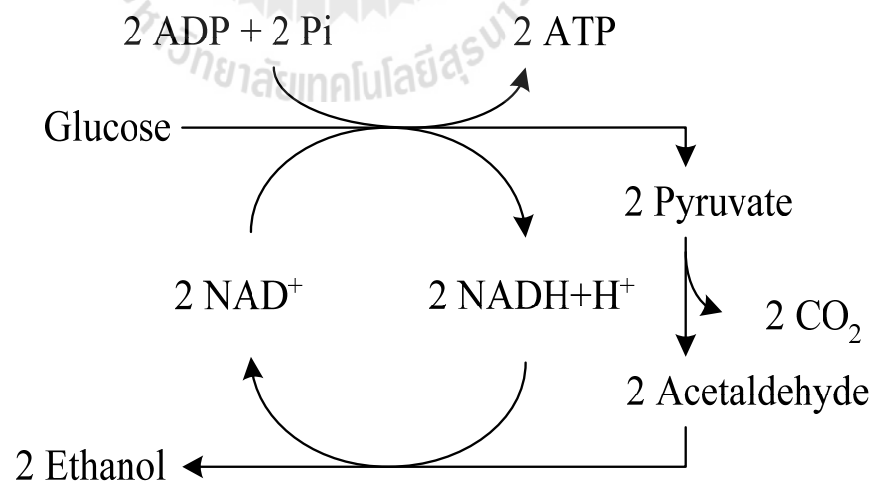 2 ADP + 2 Pi
2 ATP
Glucose
2 Pyruvate
2 NAD⁺
2 NADH+H⁺
2 CO₂
2 Acetaldehyde
2 Ethanol